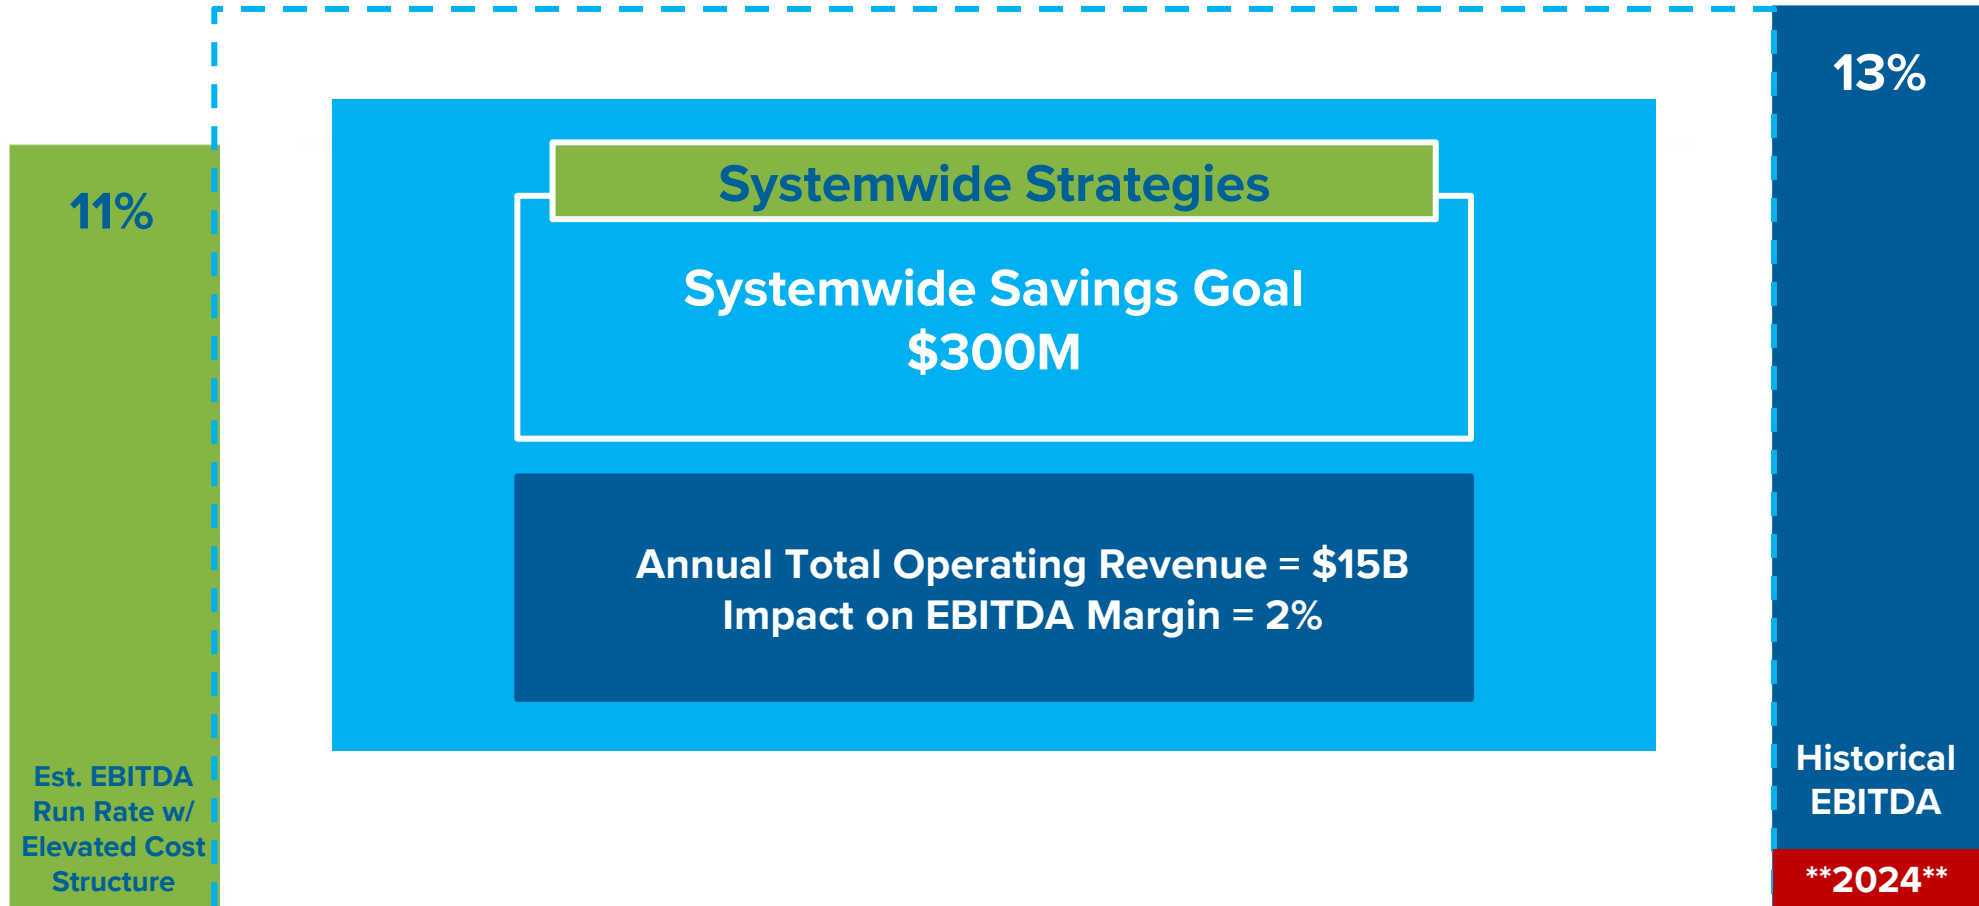 11%
Est. EBITDA
Run Rate w/
Elevated Cost
Structure
Systemwide Strategies
Systemwide Savings Goal
$300M
Annual Total Operating Revenue = $15B
Impact on EBITDA Margin = 2%
13%
Historical
EBITDA
**2024**